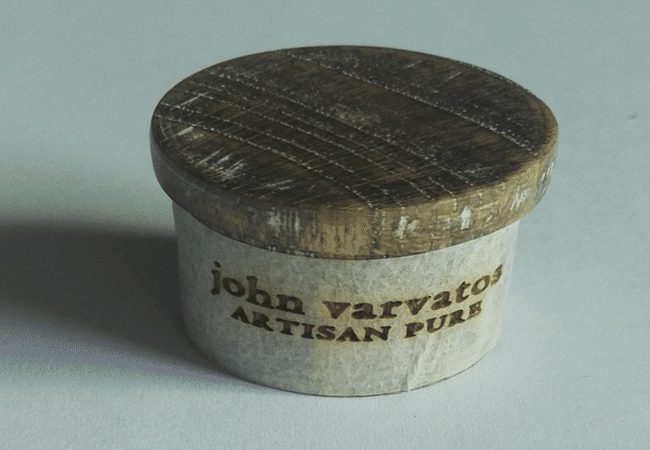 john varvatos
ARTISAN PURE